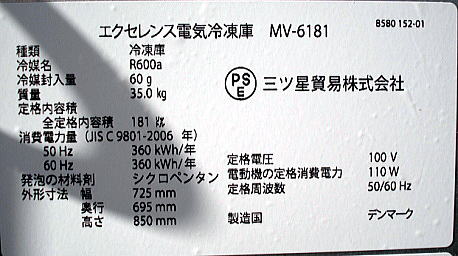 エクセレンス電気冷凍庫 MV-6181
8580 152-01
種類 冷凍庫
冷媒名 R600a
冷媒封入量 60 g
質量 35.0 kg
定格内容積
全定格内容積 181 ㍑
消費電力量（JIS C 9801-2006 年）
50 Hz 360 kWh/年
60 Hz 360 kWh/年
発泡の材料剤 シクロペンタン
外形寸法 幅 725 mm
奥行 695 mm
高さ 850 mm
PSE 三ツ星貿易株式会社
定格電圧 100 V
電動機の定格消費電力 110 W
定格周波数 50/60 Hz
製造国 デンマーク